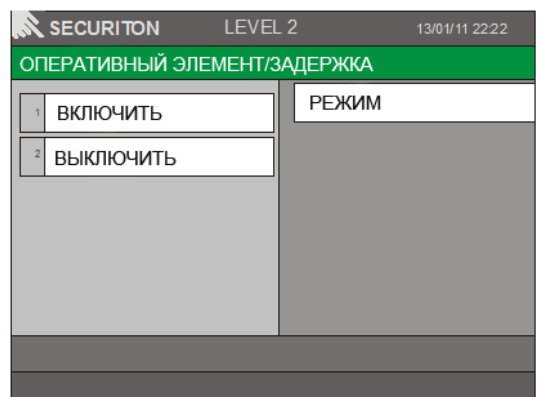 SECURITON LEVEL 2 13/01/11 22:22
ОПЕРАТИВНЫЙ ЭЛЕМЕНТ/ЗАДЕРЖКА
1 ВКЛЮЧИТЬ
2 ВЫКЛЮЧИТЬ
РЕЖИМ